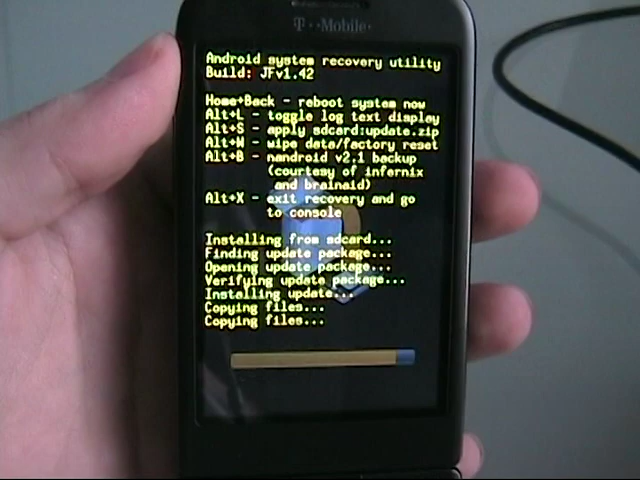 T··Mobile·
Android system recovery utility
Build: JFv1.42
Home+Back - reboot system now
Alt+L - toggle log text display
Alt+S - apply sdcard:update.zip
Alt+W - wipe data/factory reset
Alt+B - nandroid v2.1 backup
(courtesy of infernix
and brainaid)
Alt+X - exit recovery and go
to console
Installing from sdcard...
Finding update package...
Opening update package...
Verifying update package...
Installing update...
Copying files...
Copying files...